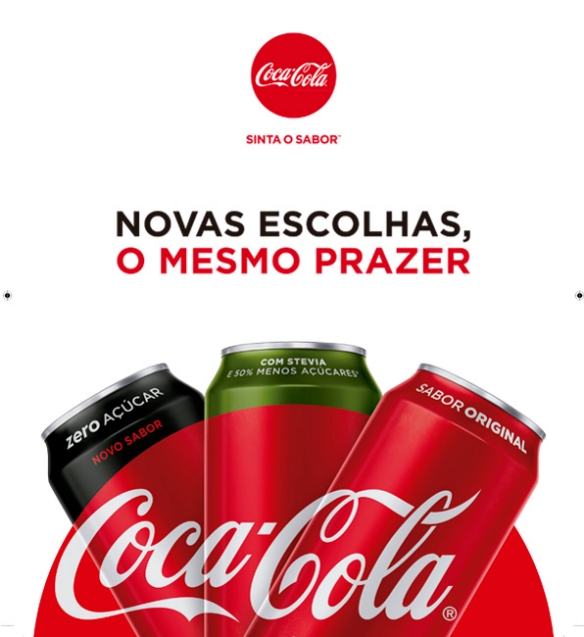 Coca-Cola
SINTA O SABOR™
NOVAS ESCOLHAS,
O MESMO PRAZER
zero AÇÚCAR
NOVO SABOR
COM STEVIA
E 50% MENOS AÇÚCARES*
SABOR ORIGINAL
Coca-Cola®